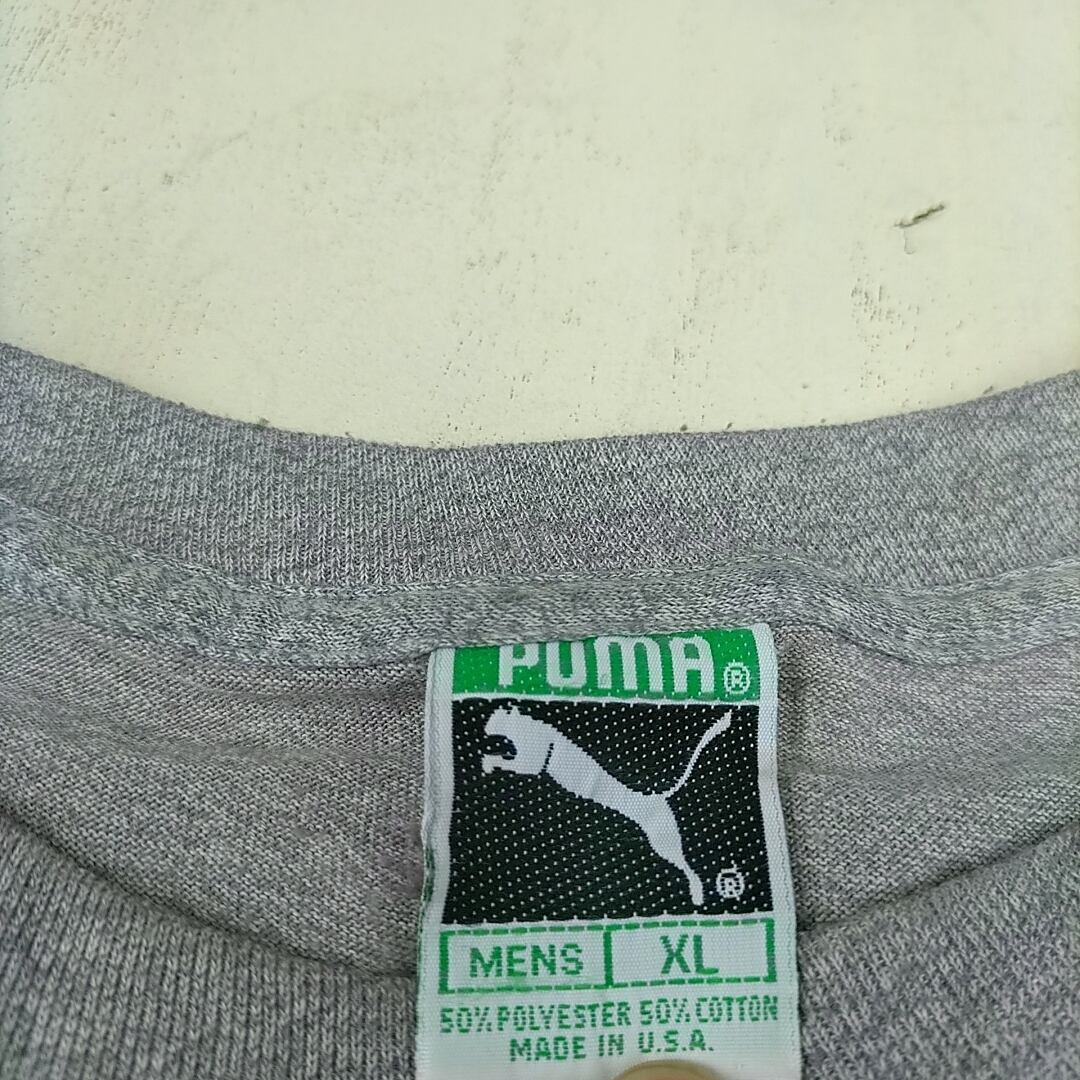 PUMA®
®
MENS XL
50% POLYESTER 50% COTTON
MADE IN U.S.A.